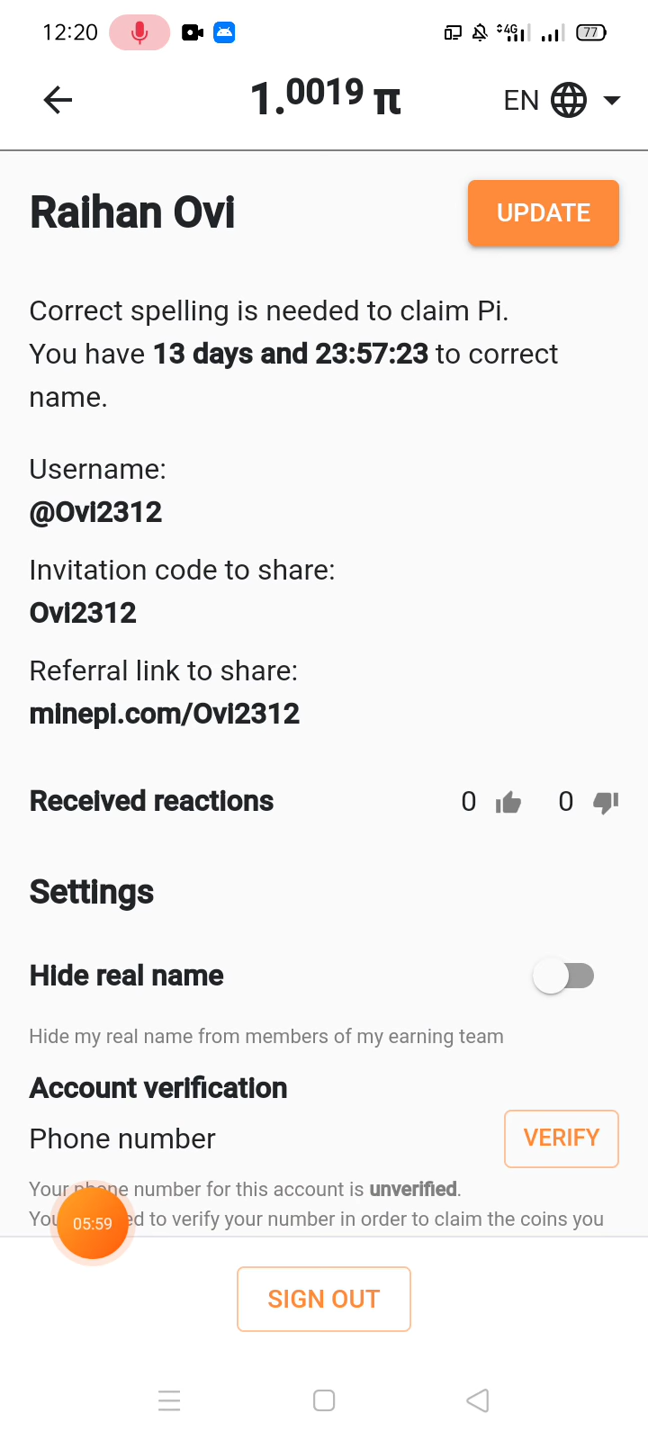 12:20
4G
77
1.0019 π
EN
Raihan Ovi
UPDATE
Correct spelling is needed to claim Pi.
You have 13 days and 23:57:23 to correct
name.
Username:
@Ovi2312
Invitation code to share:
Ovi2312
Referral link to share:
minepi.com/Ovi2312
Received reactions
0
0
Settings
Hide real name
Hide my real name from members of my earning team
Account verification
Phone number
VERIFY
Your phone number for this account is unverified.
You d to verify your number in order to claim the coins you
05:59
SIGN OUT